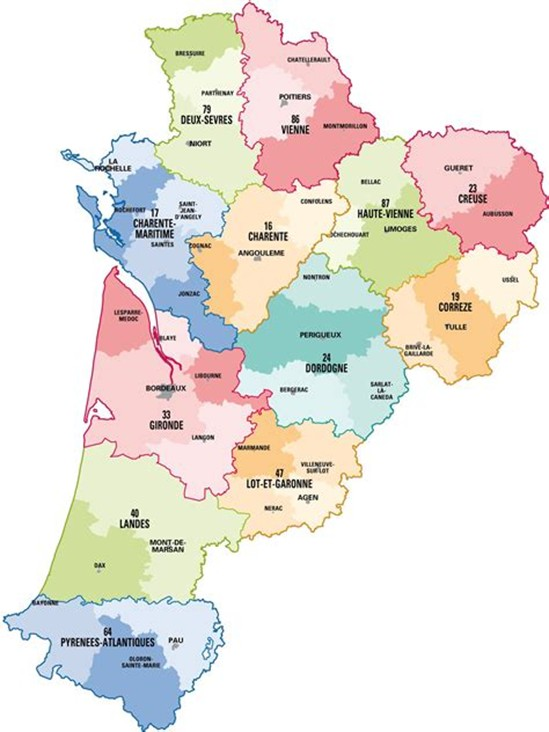 BRESSUIRE
PARTHENAY
79
DEUX-SEVRES
NIORT
CHATELLERAULT
POITIERS
86
VIENNE
MONTMORILLON
LA
ROCHELLE
ROCHEFORT
17
CHARENTE-
MARITIME
SAINT-
JEAN-
D'ANGELY
SAINTES
JONZAC
COGNAC
16
CHARENTE
ANGOULEME
CONFOLENS
BELLAC
87
HAUTE-VIENNE
LIMOGES
GUERET
23
CREUSE
AUBUSSON
USSEL
19
CORREZE
TULLE
BRIVE-LA-
GAILLARDE
NONTRON
PERIGUEUX
24
DORDOGNE
BERGERAC
SARLAT-
LA-
CANEDA
LESPARRE-
MEDOC
BLAYE
LIBOURNE
BORDEAUX
33
GIRONDE
LANGON
MARMANDE
VILLENEUVE-
SUR-LOT
47
LOT-ET-GARONNE
AGEN
NERAC
40
LANDES
MONT-DE-
MARSAN
DAX
BAYONNE
64
PYRENEES-ATLANTIQUES
PAU
OLORON-
SAINTE-MARIE